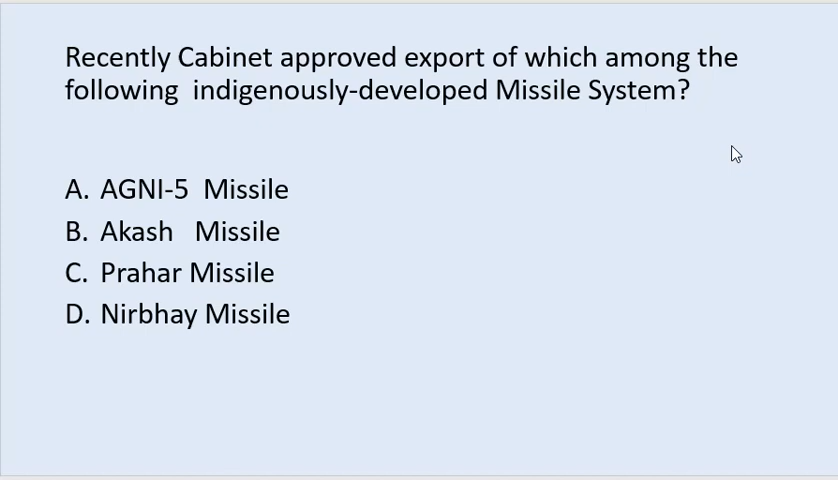 Recently Cabinet approved export of which among the
following  indigenously-developed Missile System?
A. AGNI-5  Missile
B. Akash   Missile
C. Prahar Missile
D. Nirbhay Missile